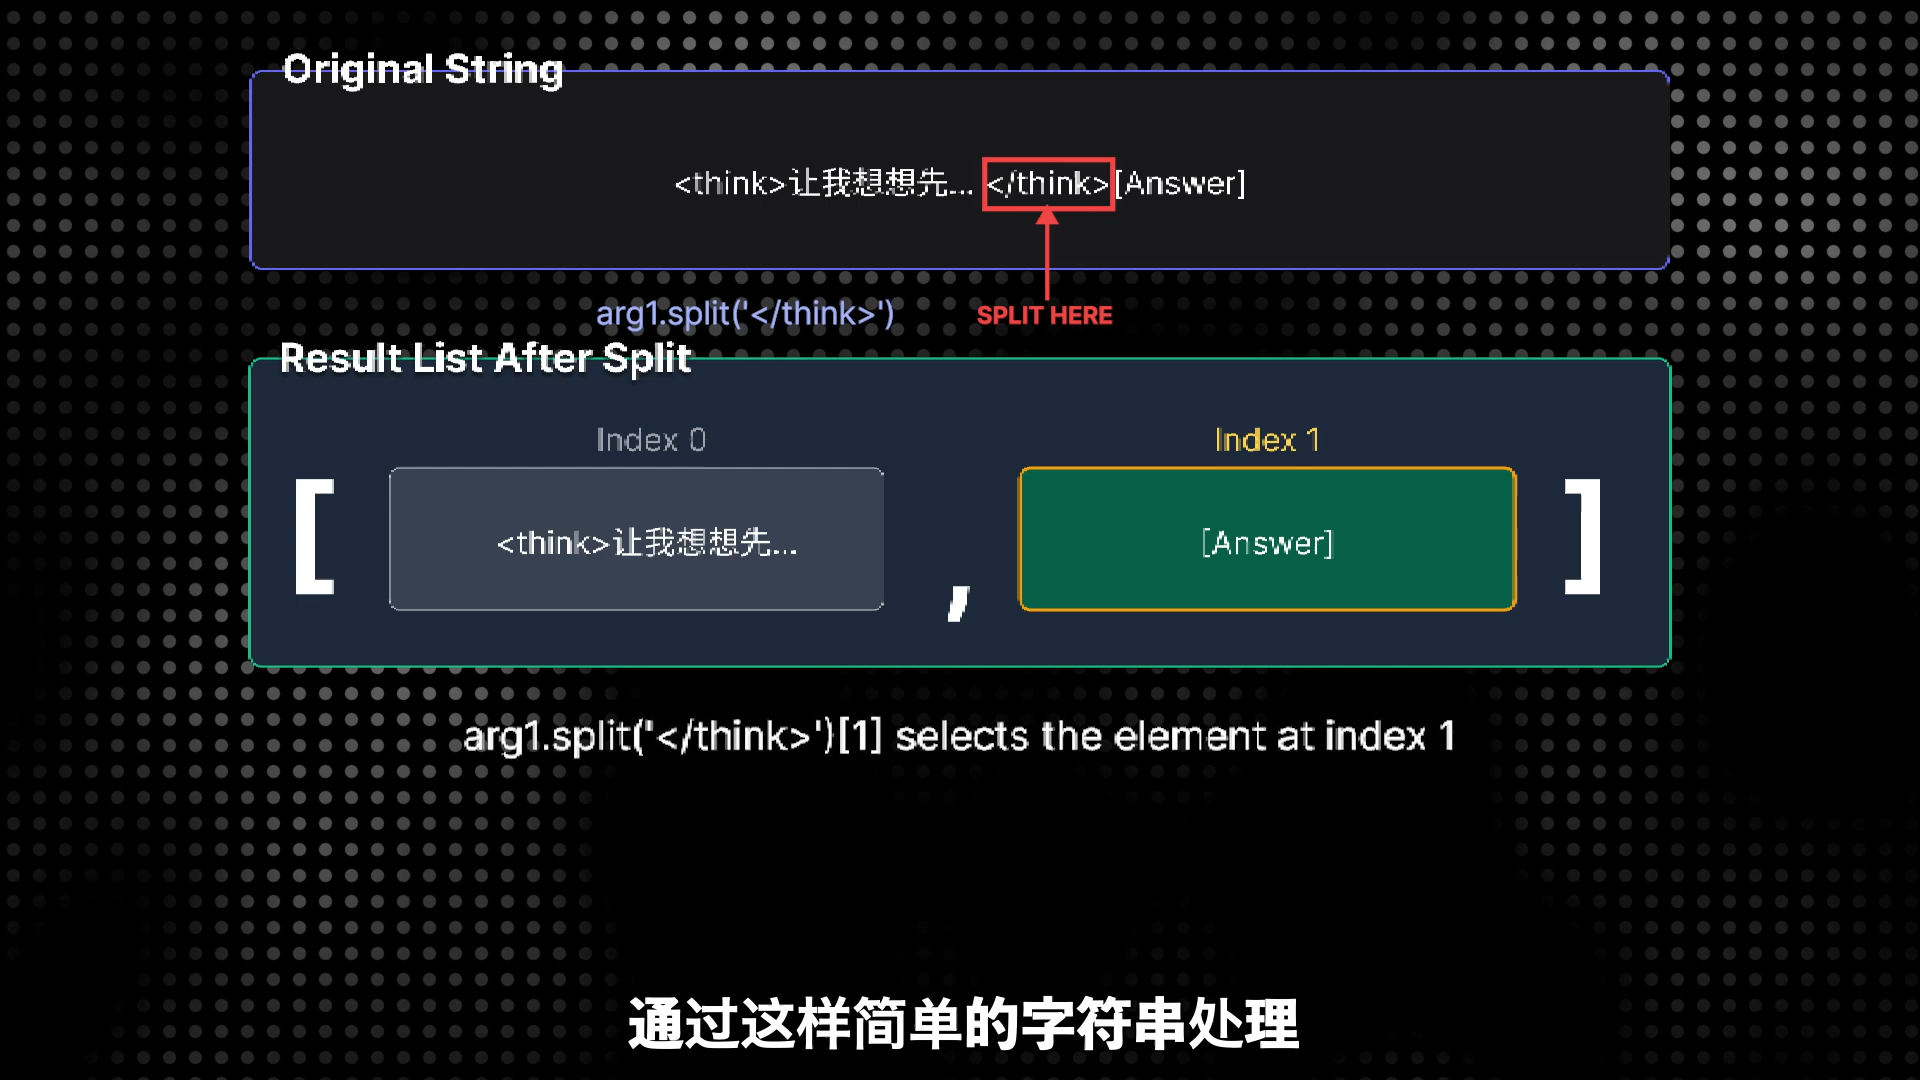 Original String
<think>让我想想先... </think>[Answer]
arg1.split('</think>')
SPLIT HERE
Result List After Split
Index 0
Index 1
[
<think>让我想想先...
,
[Answer]
]
arg1.split('</think>')[1] selects the element at index 1
通过这样简单的字符串处理